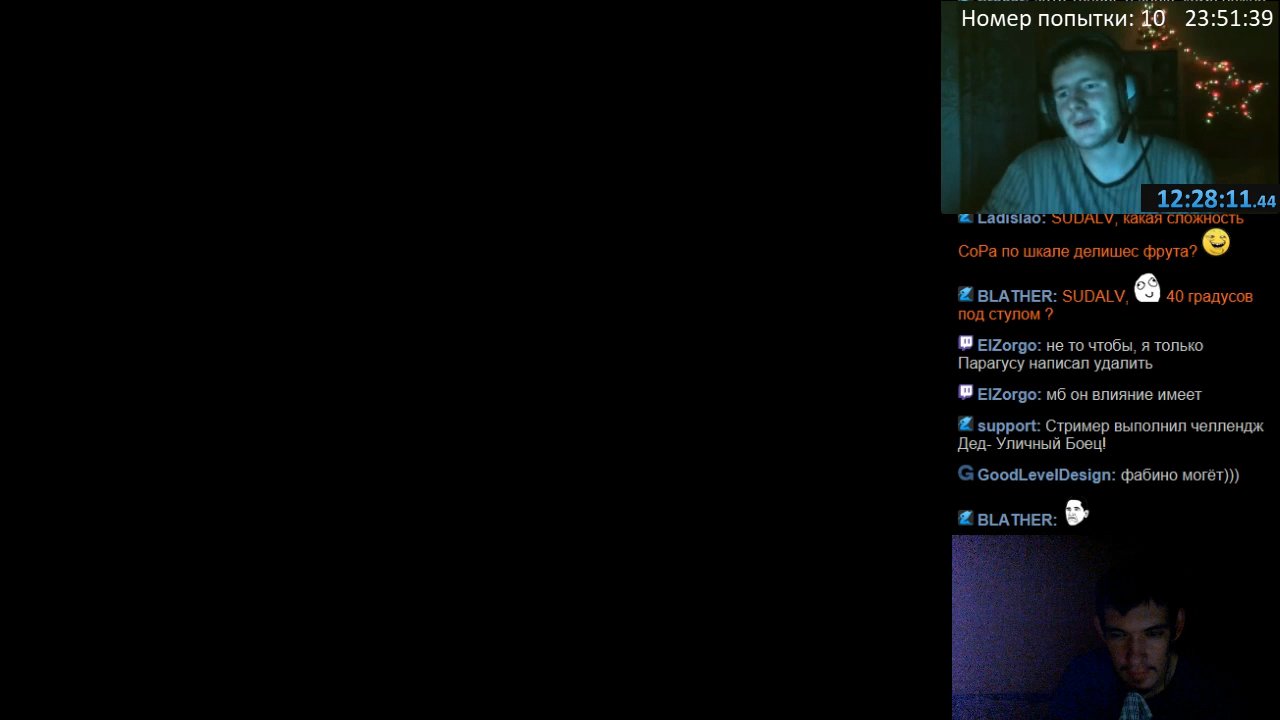 Номер попытки: 10 23:51:39
12:28:11.44
Ladislao: SUDALV, какая сложность
СоРа по шкале делишес фрута?
BLATHER: SUDALV, 40 градусов
под стулом ?
ElZorgo: не то чтобы, я только
Парагусу написал удалить
ElZorgo: мб он влияние имеет
support: Стример выполнил челлендж
Дед- Уличный Боец!
GoodLevelDesign: фабино могёт)))
BLATHER: